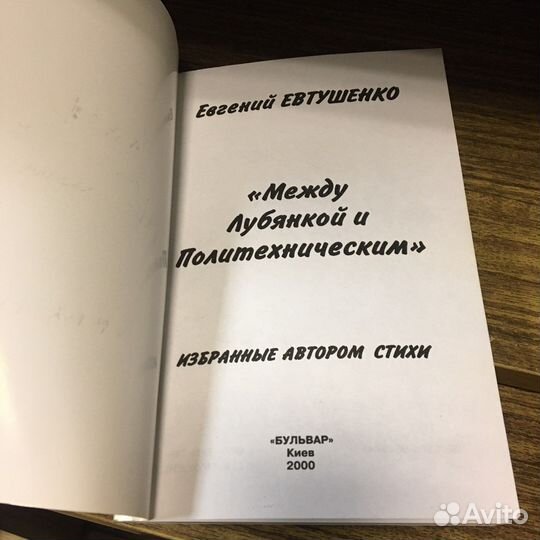 Евгений ЕВТУШЕНКО
«Между
Лубянкой и
Политехническим»
ИЗБРАННЫЕ АВТОРОМ СТИХИ
«БУЛЬВАР»
Киев
2000
Avito